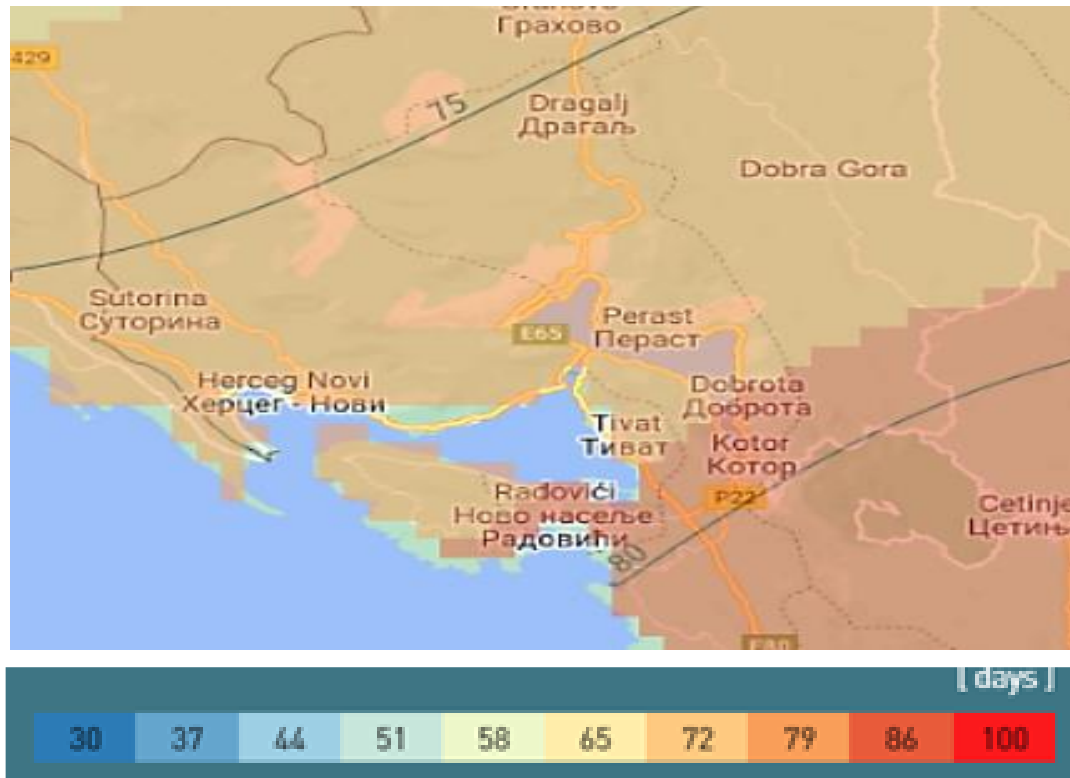 Грахово
429
75
Dragalj
Драгаљ
Dobra Gora
Sutorina
Суторина
Perast
Пераст
E65
Herceg Novi
Херцег - Нови
Dobrota
Доброта
Tivat
Тиват
Kotor
Котор
Radovići
Ново насеље
Радовићи
P22
Cetinje
Цетињ
80
[ days ]
30 37 44 51 58 65 72 79 86 100